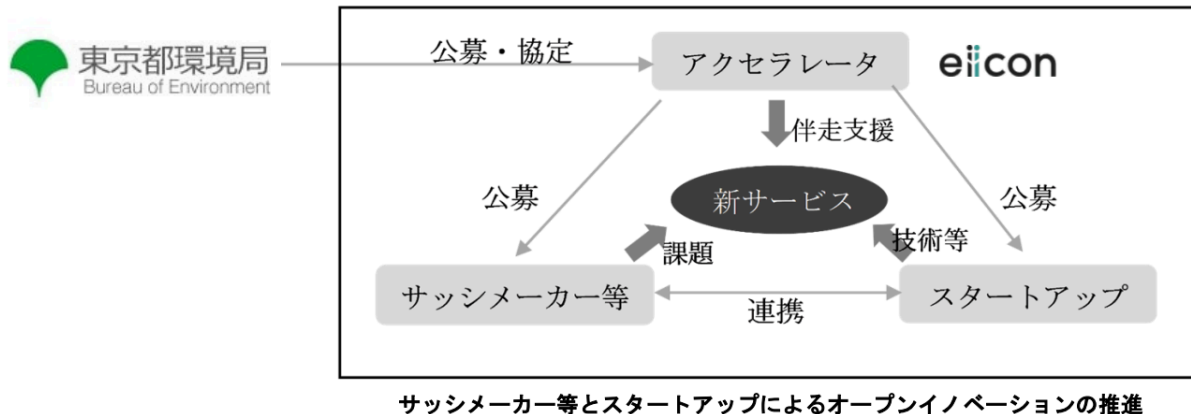 東京都環境局
Bureau of Environment
公募・協定
アクセラレータ
eiicon
伴走支援
公募
新サービス
公募
課題
技術等
サッシメーカー等
連携
スタートアップ
サッシメーカー等とスタートアップによるオープンイノベーションの推進